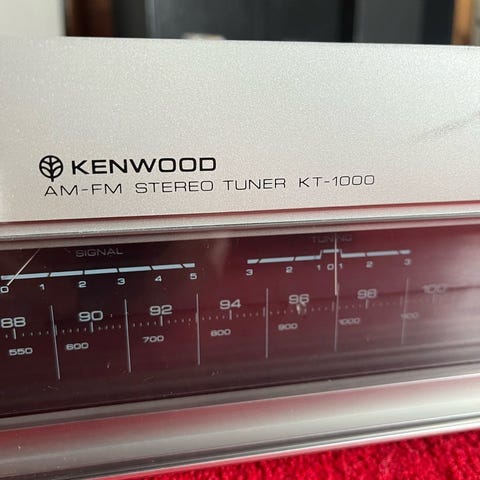 KENWOOD
AM-FM STEREO TUNER KT-1000
SIGNAL TUNING
0 1 2 3 4 5 3 2 1 0 1 2 3
88 90 92 94 96 98 100
550 600 700 800 900 1000